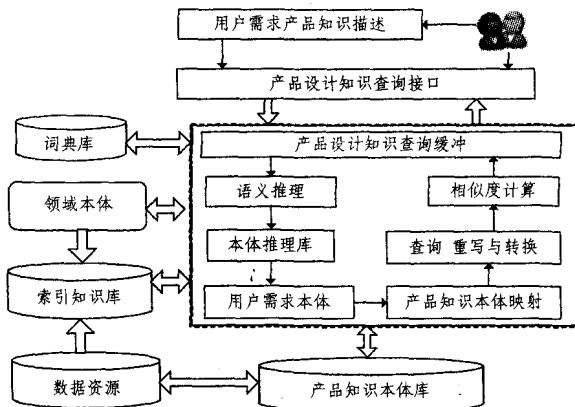 用户需求产品知识描述
产品设计知识查询接口
词典库
产品设计知识查询缓冲
语义推理
相似度计算
领域本体
本体推理库
查询 重写与转换
索引知识库
用户需求本体
产品知识本体映射
数据资源
产品知识本体库